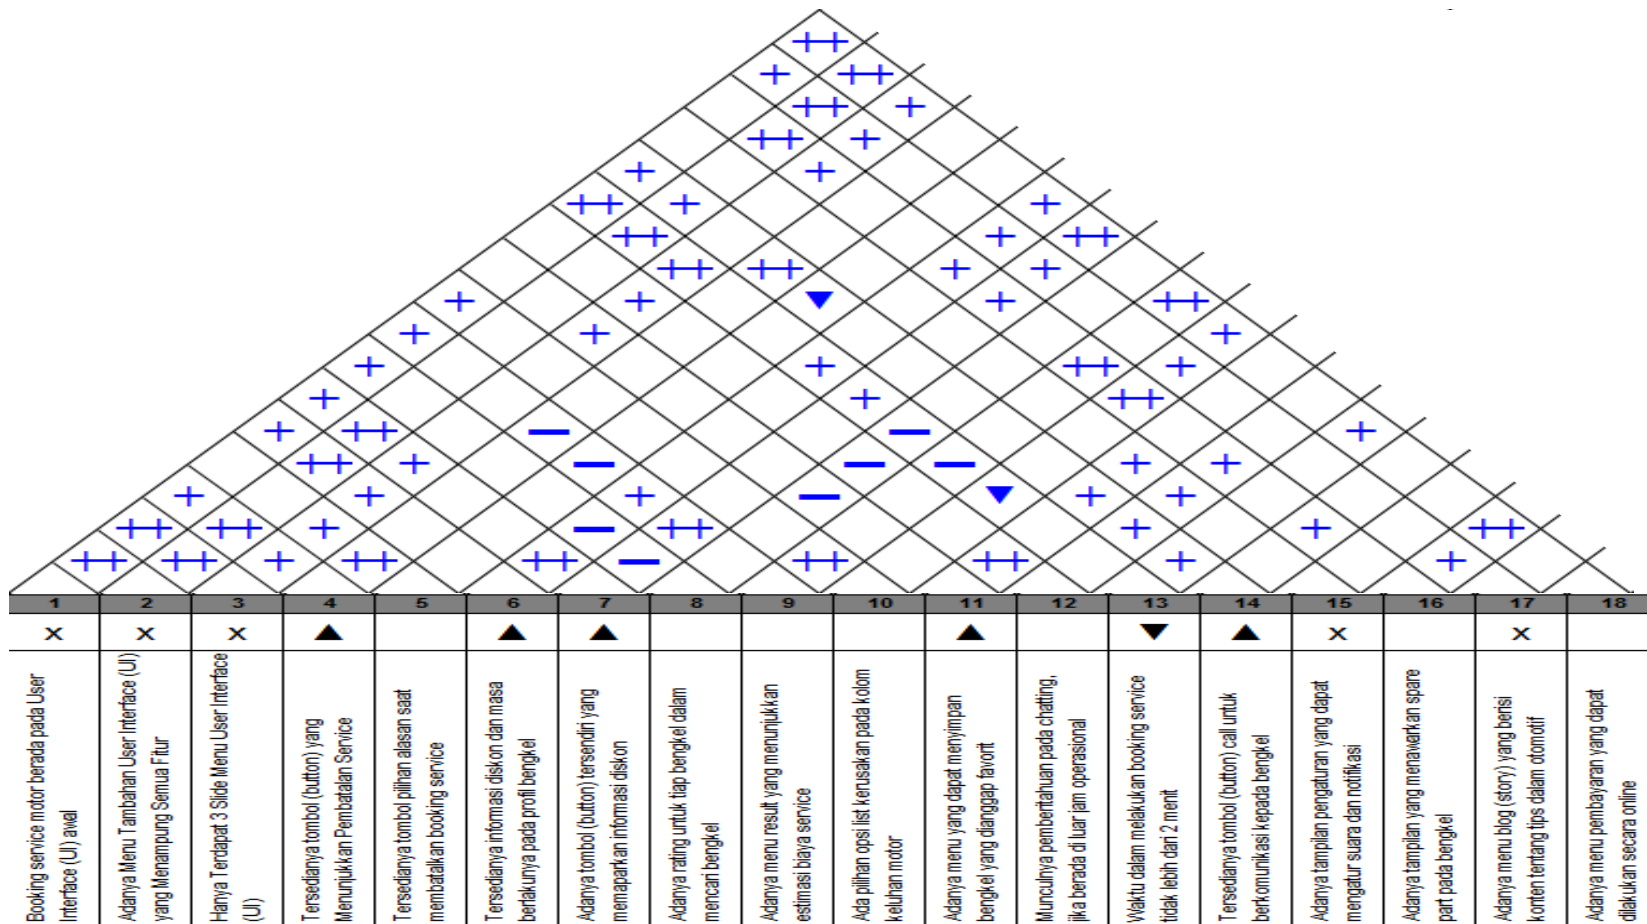 1 2 3 4 5 6 7 8 9 10 11 12 13 14 15 16 17 18
x x x ▲ ▲ ▲ ▲ ▼ ▲ x x
Booking service motor berada pada User
Interface (UI) awal
Adanya Menu Tambahan User Interface (UI)
yang Menampung Semua Fitur
Hanya Terdapat 3 Slide Menu User Interface
(UI)
Tersedianya tombol (button) yang
Menunjukkan Pembatalan Service
Tersedianya tombol pilihan alasan saat
membatalkan booking service
Tersedianya informasi diskon dan masa
berlakunya pada profil bengkel
Adanya tombol (button) tersendiri yang
memaparkan informasi diskon
Adanya rating untuk tiap bengkel dalam
mencari bengkel
Adanya menu result yang menunjukkan
estimasi biaya service
Ada pilihan opsi list kerusakan pada kolom
keluhan motor
Adanya menu yang dapat menyimpan
bengkel yang dianggap favorit
Munculnya pemberitahuan pada chatting,
jika berada di luar jam operasional
Waktu dalam melakukan booking service
tidak lebih dari 2 menit
Tersedianya tombol (button) call untuk
berkomunikasi kepada bengkel
Adanya tampilan pengaturan yang dapat
mengatur suara dan notifikasi
Adanya tampilan yang menawarkan spare
part pada bengkel
Adanya menu blog (story) yang berisi
konten tentang tips dalam otomotif
Adanya menu pembayaran yang dapat
dilakukan secara online